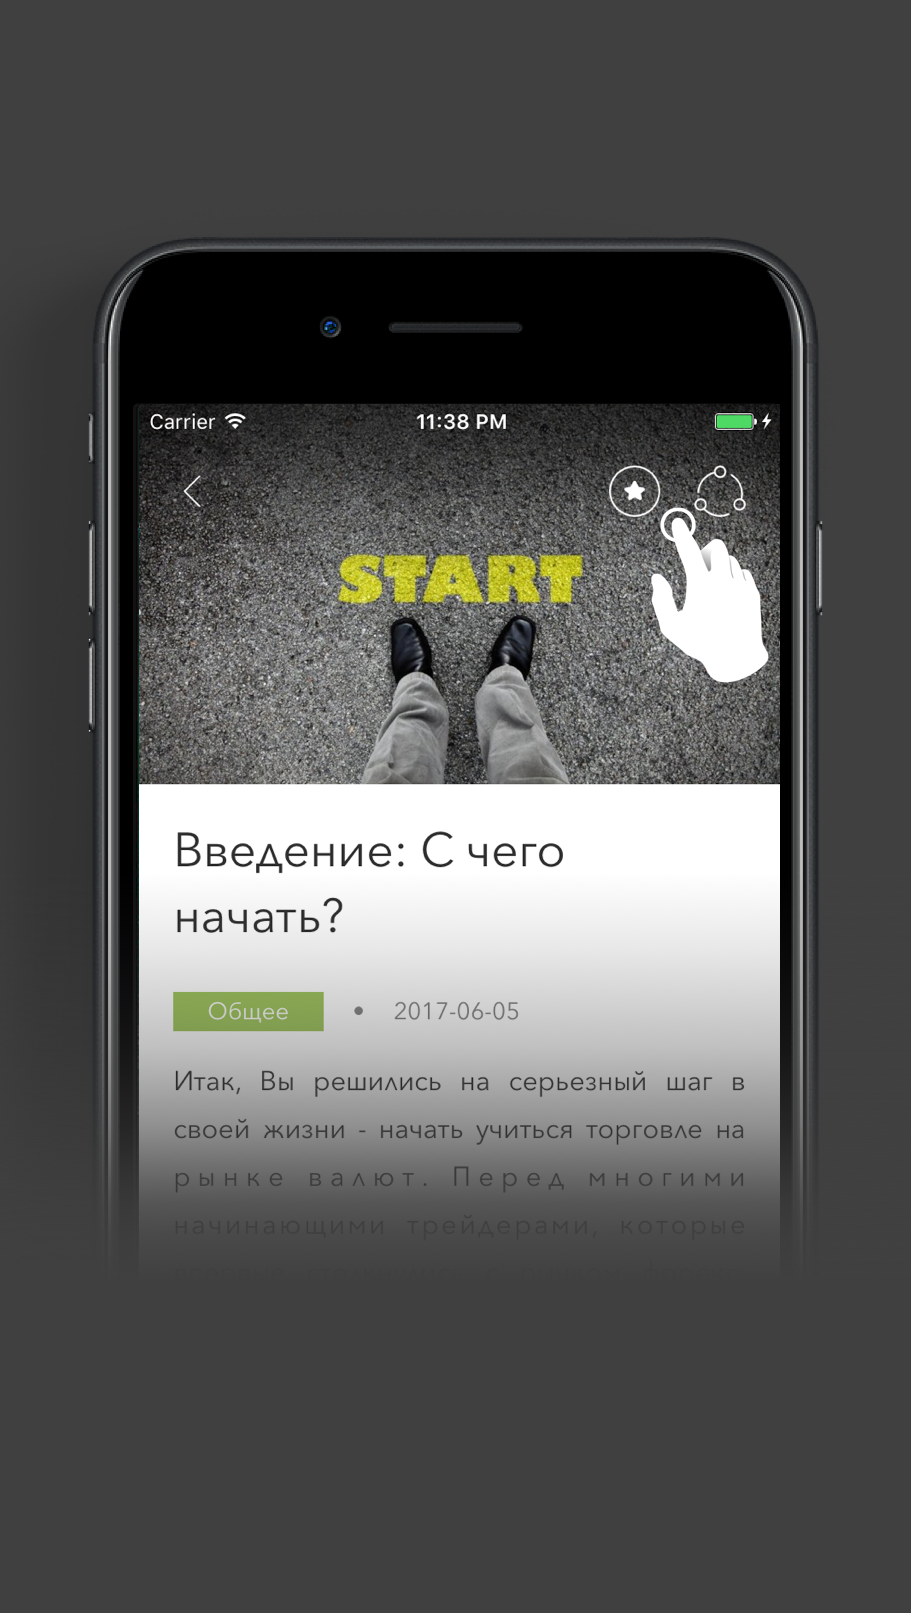 Carrier 11:38 PM
START
Введение: С чего
начать?
Общее • 2017-06-05
Итак, Вы решились на серьезный шаг в
своей жизни - начать учиться торговле на
рынке валют. Перед многими
начинающими трейдерами, которые